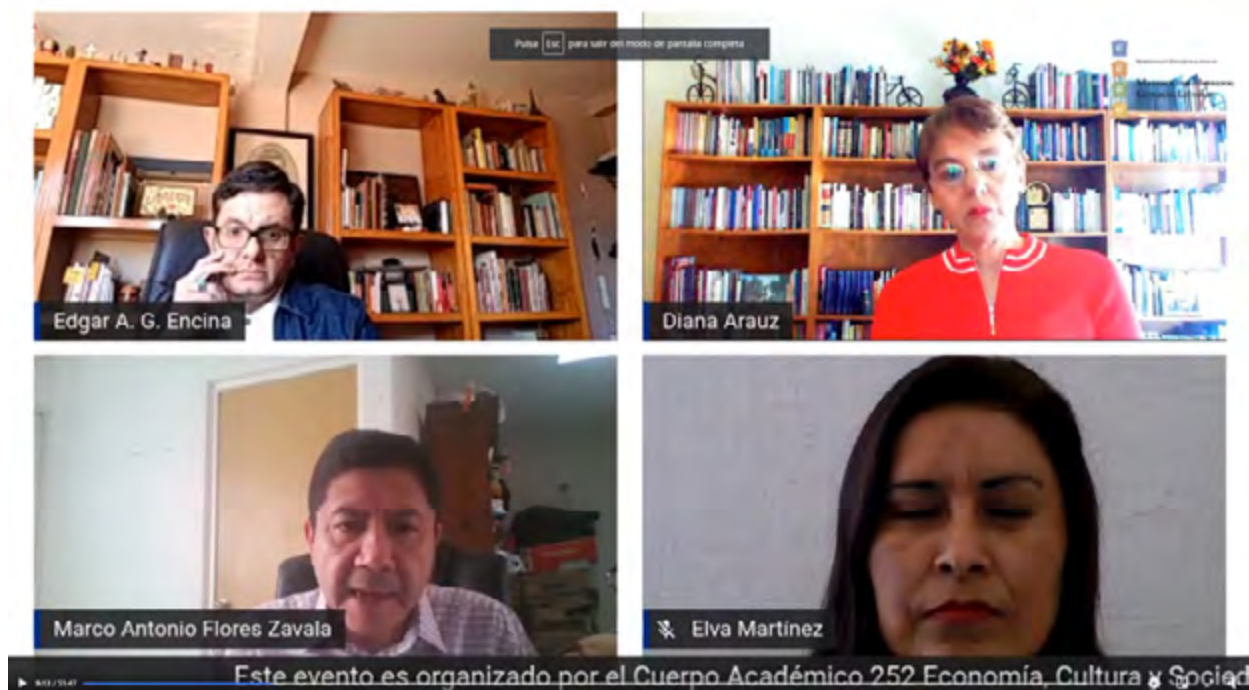 Pulsa Esc para salir del modo de pantalla completa
Edgar A. G. Encina
Diana Arauz
Marco Antonio Flores Zavala
Elva Martínez
Este evento es organizado por el Cuerpo Académico 252 Economía, Cultura y Socied